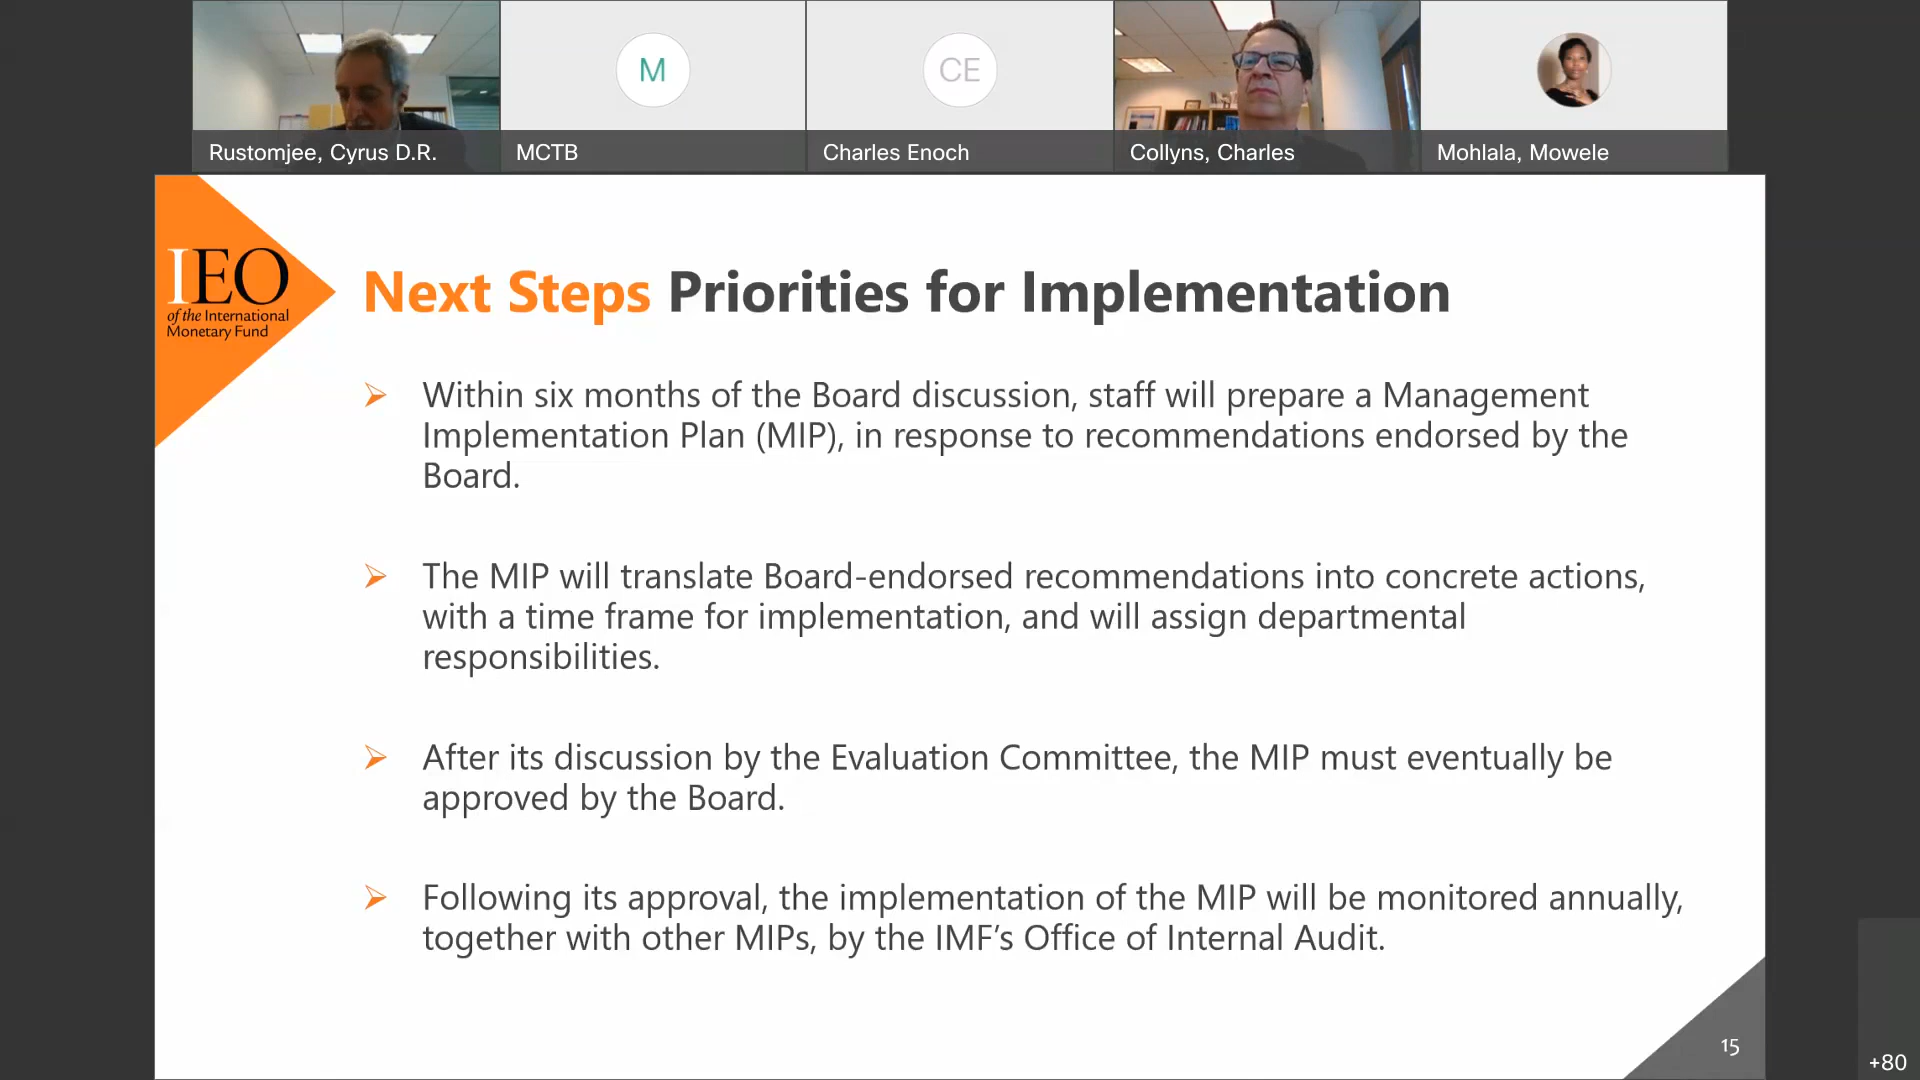 M
CE
Rustomjee, Cyrus D.R.
MCTB
Charles Enoch
Collyns, Charles
Mohlala, Mowele
IEO
of the International
Monetary Fund
Next Steps Priorities for Implementation
Within six months of the Board discussion, staff will prepare a Management
Implementation Plan (MIP), in response to recommendations endorsed by the
Board.
The MIP will translate Board-endorsed recommendations into concrete actions,
with a time frame for implementation, and will assign departmental
responsibilities.
After its discussion by the Evaluation Committee, the MIP must eventually be
approved by the Board.
Following its approval, the implementation of the MIP will be monitored annually,
together with other MIPs, by the IMF’s Office of Internal Audit.
15
+80